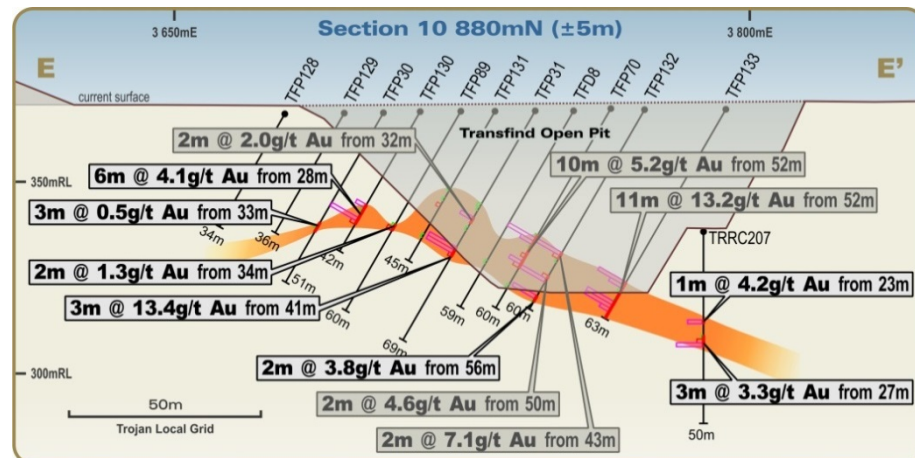 3 650mE
Section 10 880mN (±5m)
3 800mE
E
E'
TFP128
TFP129
TFP30
TFP130
TFP89
TFP131
TFP31
TFD8
TFP70
TFP132
TFP133
current surface
Transfind Open Pit
2m @ 2.0g/t Au from 32m
10m @ 5.2g/t Au from 52m
6m @ 4.1g/t Au from 28m
350mRL
11m @ 13.2g/t Au from 52m
3m @ 0.5g/t Au from 33m
34m
36m
TRRC207
42m
45m
2m @ 1.3g/t Au from 34m
51m
1m @ 4.2g/t Au from 23m
3m @ 13.4g/t Au from 41m
60m
59m
60m
60m
63m
69m
2m @ 3.8g/t Au from 56m
300mRL
3m @ 3.3g/t Au from 27m
2m @ 4.6g/t Au from 50m
50m
Trojan Local Grid
2m @ 7.1g/t Au from 43m
50m